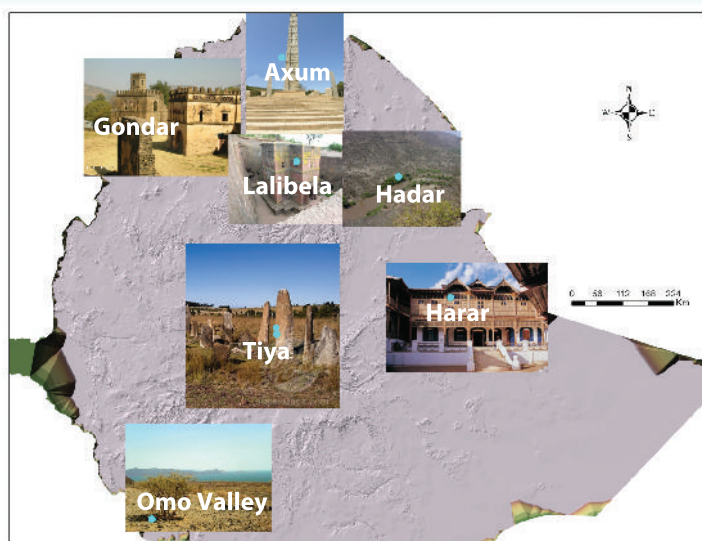 Axum
Gondar
N
W E
S
Lalibela
Hadar
Harar
0 56 112 168 224
Km
Tiya
Omo Valley